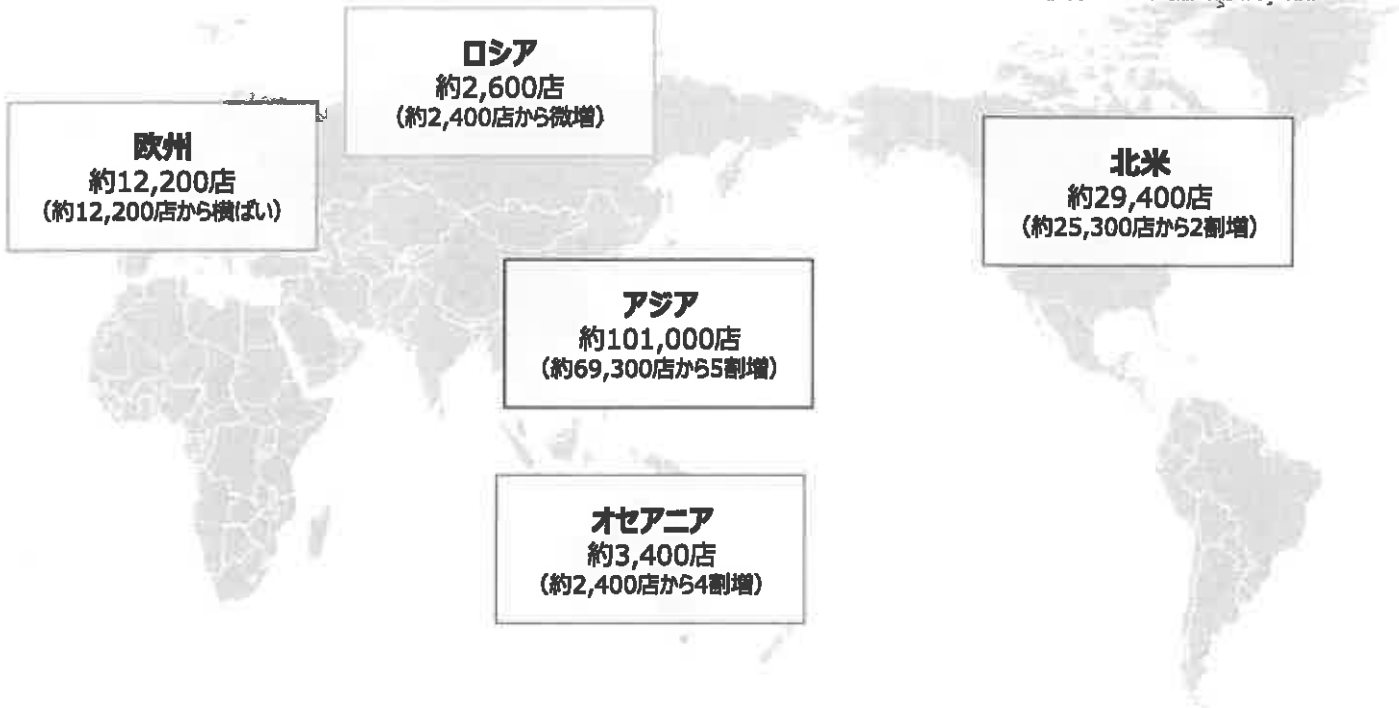 ロシア
約2,600店
（約2,400店から微増）
欧州
約12,200店
（約12,200店から横ばい）
北米
約29,400店
（約25,300店から2割増）
アジア
約101,000店
（約69,300店から5割増）
オセアニア
約3,400店
（約2,400店から4割増）